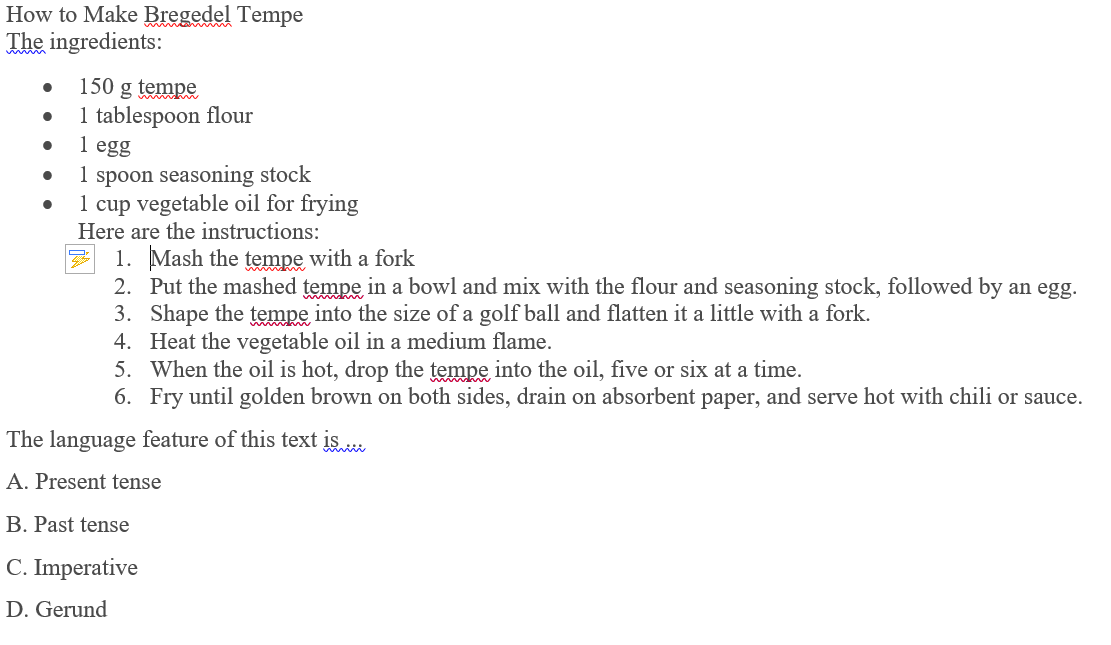 How to Make Bregedel Tempe
The ingredients:
• 150 g tempe
• 1 tablespoon flour
• 1 egg
• 1 spoon seasoning stock
• 1 cup vegetable oil for frying
Here are the instructions:
1. Mash the tempe with a fork
2. Put the mashed tempe in a bowl and mix with the flour and seasoning stock, followed by an egg.
3. Shape the tempe into the size of a golf ball and flatten it a little with a fork.
4. Heat the vegetable oil in a medium flame.
5. When the oil is hot, drop the tempe into the oil, five or six at a time.
6. Fry until golden brown on both sides, drain on absorbent paper, and serve hot with chili or sauce.
The language feature of this text is ...
A. Present tense
B. Past tense
C. Imperative
D. Gerund